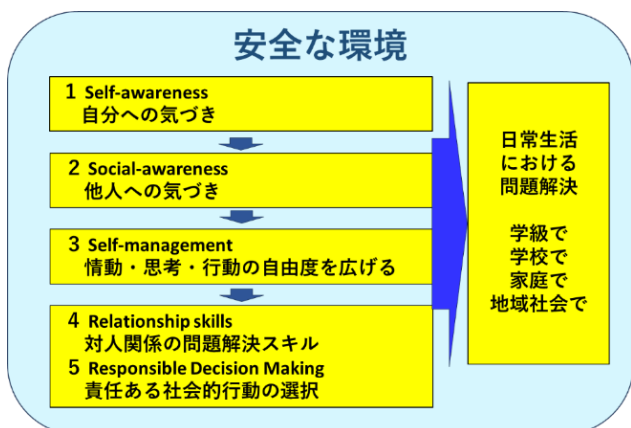 安全な環境
1 Self-awareness
自分への気づき
2 Social-awareness
他人への気づき
3 Self-management
情動・思考・行動の自由度を広げる
4 Relationship skills
対人関係の問題解決スキル
5 Responsible Decision Making
責任ある社会的行動の選択
日常生活
における
問題解決
学級で
学校で
家庭で
地域社会で